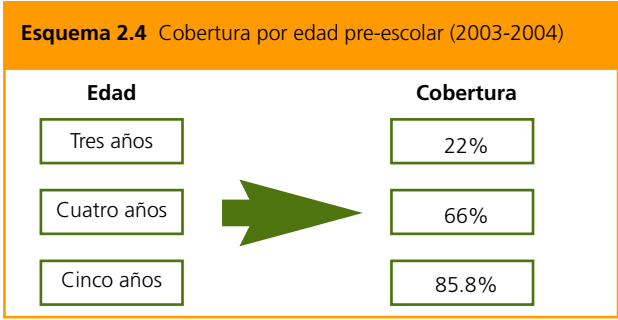 Esquema 2.4 Cobertura por edad pre-escolar (2003-2004)
Edad Cobertura
Tres años 22%
Cuatro años 66%
Cinco años 85.8%